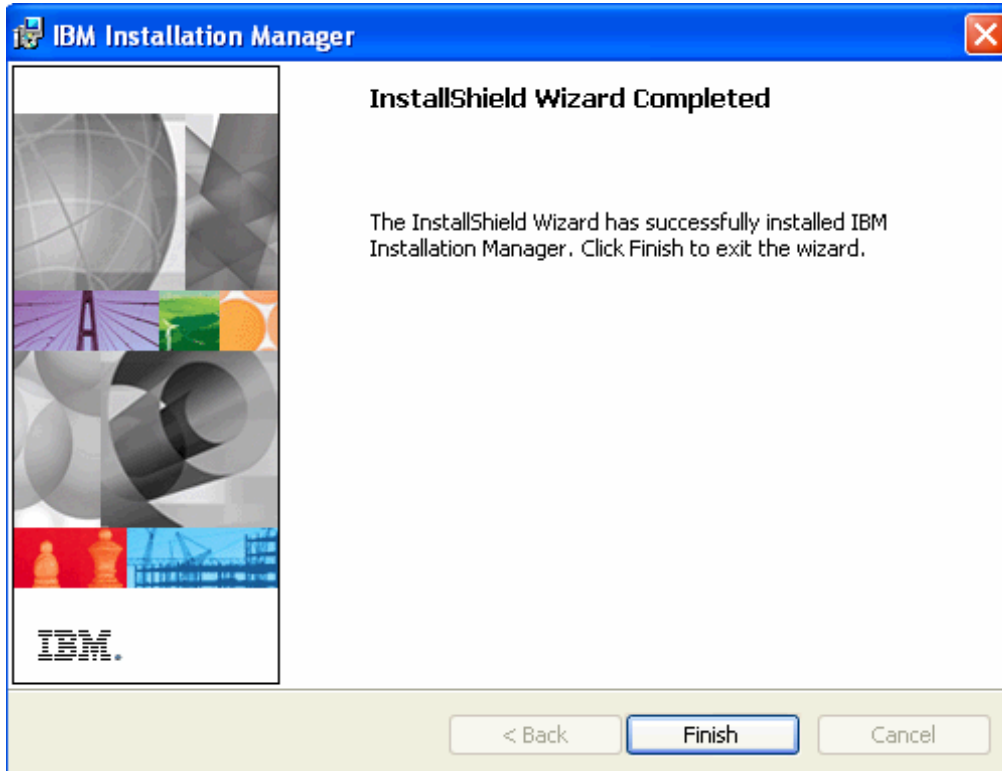 IBM Installation Manager
InstallShield Wizard Completed
The InstallShield Wizard has successfully installed IBM
Installation Manager. Click Finish to exit the wizard.
IBM.
< Back
Finish
Cancel